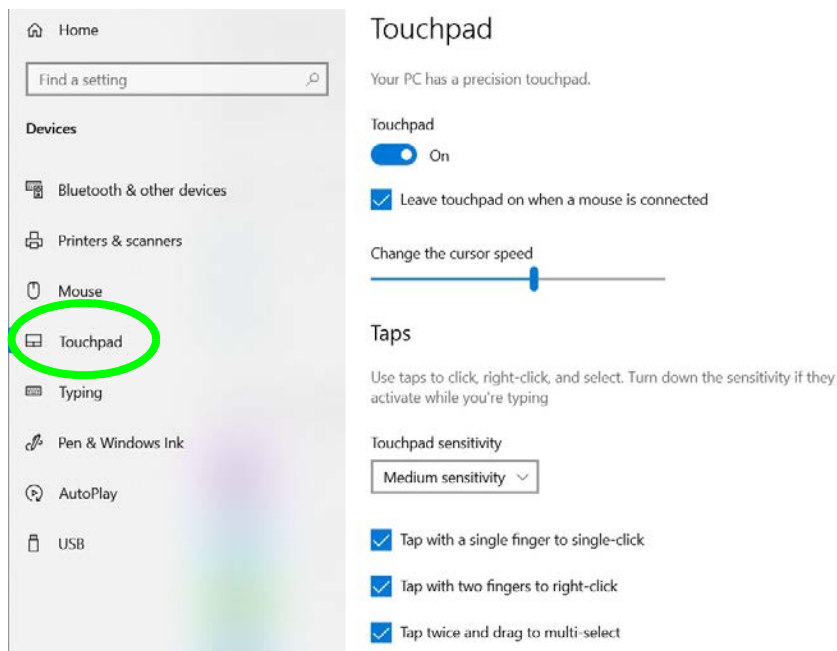 Home
Find a setting
Devices
Bluetooth & other devices
Printers & scanners
Mouse
Touchpad
Typing
Pen & Windows Ink
AutoPlay
USB
Touchpad
Your PC has a precision touchpad.
Touchpad
On
Leave touchpad on when a mouse is connected
Change the cursor speed
Taps
Use taps to click, right-click, and select. Turn down the sensitivity if they
activate while you're typing
Touchpad sensitivity
Medium sensitivity
Tap with a single finger to single-click
Tap with two fingers to right-click
Tap twice and drag to multi-select